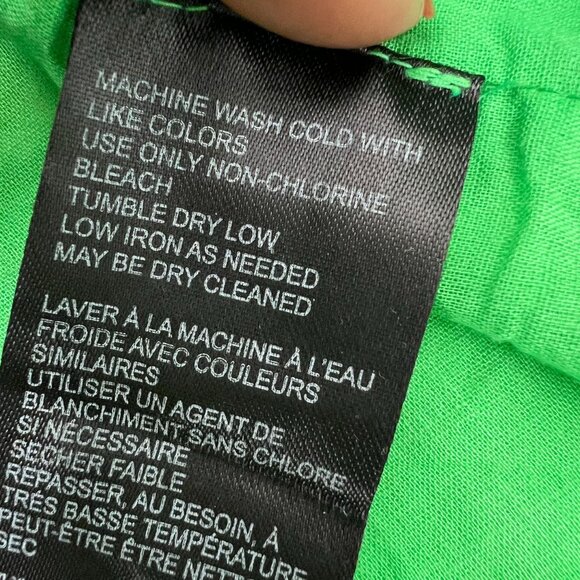 MACHINE WASH COLD WITH
LIKE COLORS
USE ONLY NON-CHLORINE
BLEACH
TUMBLE DRY LOW
LOW IRON AS NEEDED
MAY BE DRY CLEANED
LAVER À LA MACHINE À L'EAU
FROIDE AVEC COULEURS
SIMILAIRES
UTILISER UN AGENT DE
BLANCHIMENT SANS CHLORE
SI NÉCESSAIRE
SÉCHER FAIBLE
REPASSER, AU BESOIN, À
TRÉS BASSE TEMPÉRATURE
PEUT-ÊTRE ÊTRE
SEC